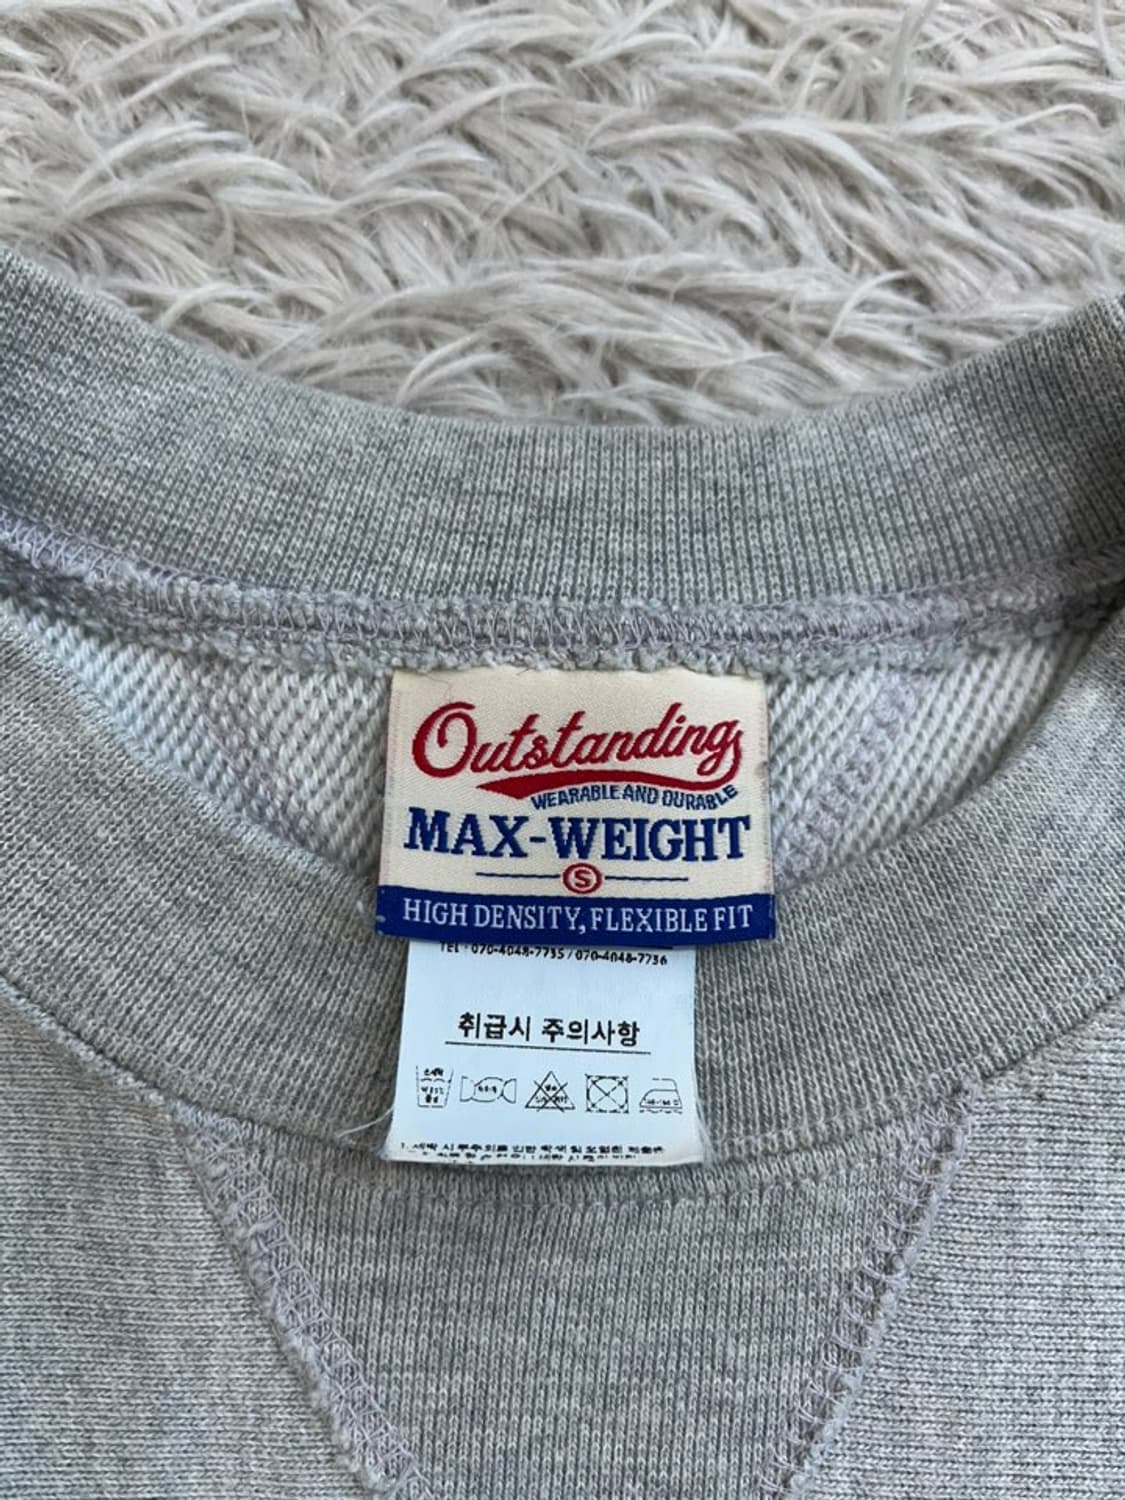 Outstanding
WEARABLE AND DURABLE
MAX-WEIGHT
S
HIGH DENSITY, FLEXIBLE FIT
TEL · 070-4048-7735 / 070-4048-7736
취급시 주의사항